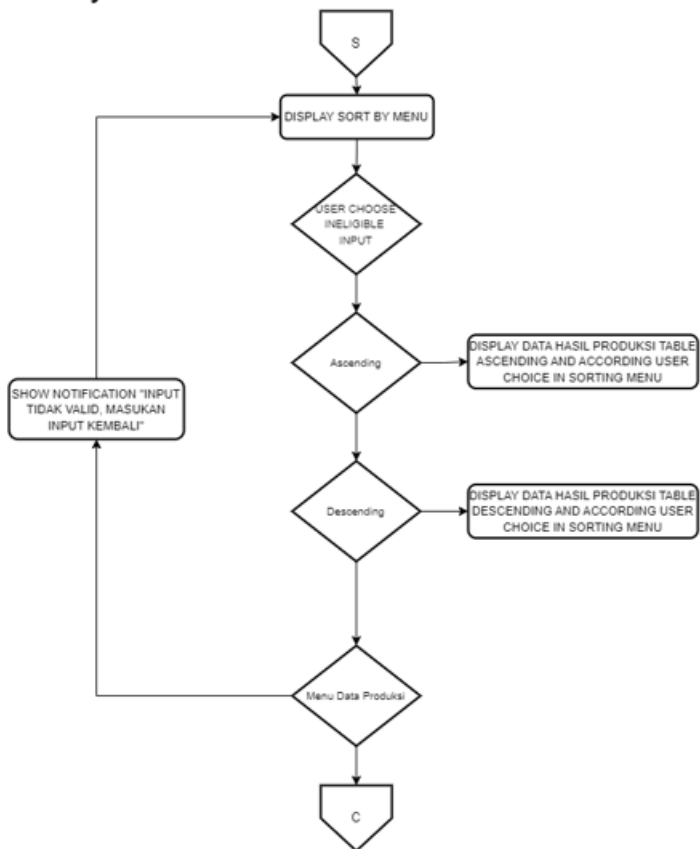 S
DISPLAY SORT BY MENU
USER CHOOSE
INELIGIBLE
INPUT
Ascending
DISPLAY DATA HASIL PRODUKSI TABLE
ASCENDING AND ACCORDING USER
CHOICE IN SORTING MENU
SHOW NOTIFICATION "INPUT
TIDAK VALID, MASUKAN
INPUT KEMBALI"
Descending
DISPLAY DATA HASIL PRODUKSI TABLE
DESCENDING AND ACCORDING USER
CHOICE IN SORTING MENU
Menu Data Produksi
C